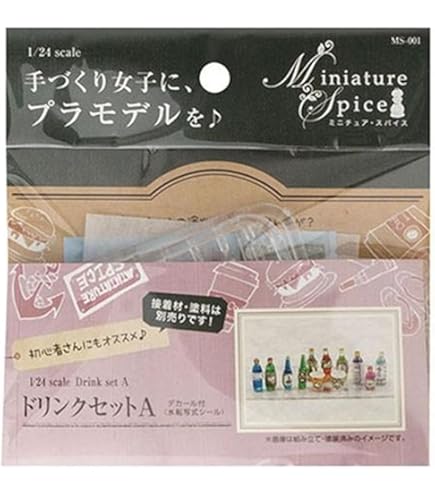 1/24 scale
MS-001
手づくり女子に、
プラモデルを♪
Miniature
Spice
ミニチュア・スパイス
MINIATURE
SPICE
接着材・塗料は
別売りです!
初心者さんにもオススメ♪
1/24 scale Drink set A
ドリンクセットA
デカール付
(水転写式シール)
※画像は組み立て・塗装済みのイメージです。